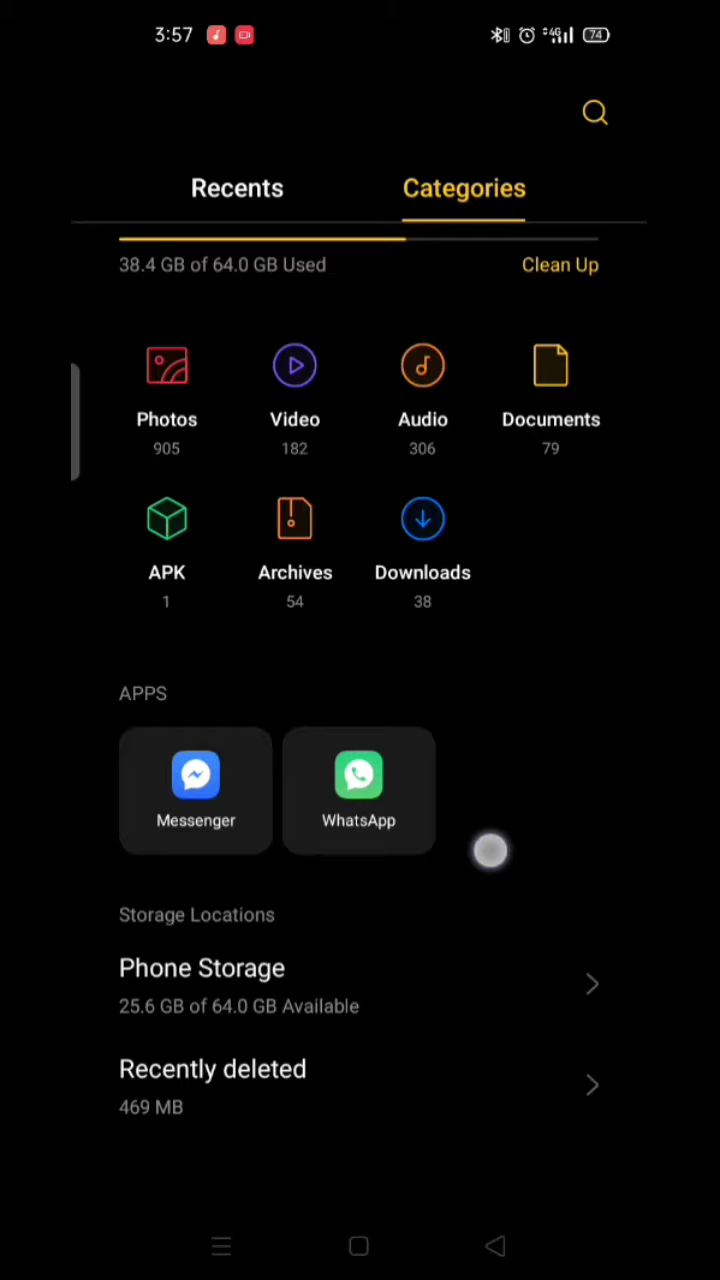 3:57 4G 74
Recents Categories
38.4 GB of 64.0 GB Used Clean Up
Photos Video Audio Documents
905 182 306 79
APK Archives Downloads
1 54 38
APPS
Messenger WhatsApp
Storage Locations
Phone Storage
25.6 GB of 64.0 GB Available
Recently deleted
469 MB